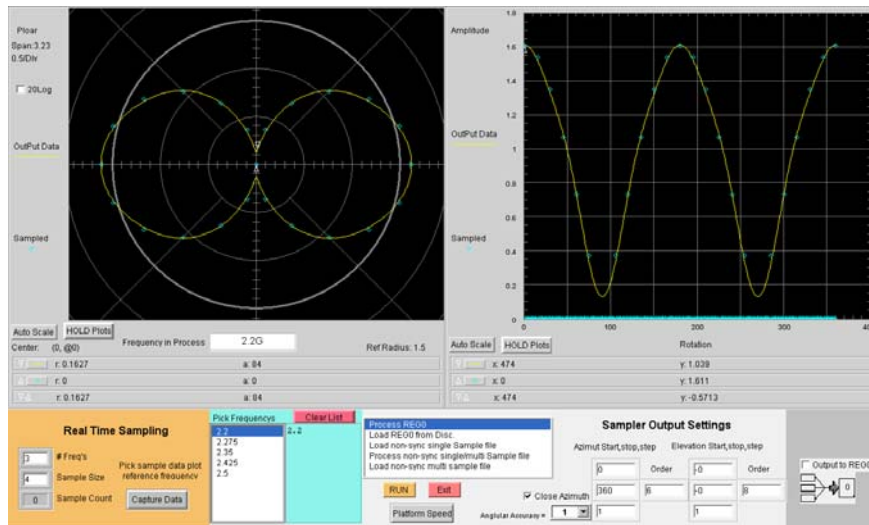 Ploar
Span:3.23
0.5/Div
20Log
OutPut Data
Sampled
Auto Scale
HOLD Plots
Center: (0, @0)
Frequency in Process
2.2G
Ref Radius: 1.5
r: 0.1627 a: 84
r: 0 a: 0
r: 0.1627 a: 84
Amplitude
OutPut Data
Sampled
1.8
1.6
1.4
1.2
1
0.8
0.6
0.4
0.2
0
0 100 200 300 400
Auto Scale
HOLD Plots
Rotation
x: 474 y: 1.039
x: 0 y: 1.611
x: 474 y: -0.5713
Real Time Sampling
3 # Freq's
4 Sample Size
0 Sample Count
Pick sample data plot
reference frequency
Capture Data
Pick Frequencys
Clear List
2.2
2.275
2.35
2.425
2.5
2.2
Process REG0
Load REG0 from Disc.
Load non-sync single Sample file
Process non-sync single/multi Sample file
Load non-sync multi sample file
RUN
Exit
Platform Speed
Sampler Output Settings
Azimut Start,stop,step
Elevation Start,stop,step
0 Order
360 6
1
-0 Order
-0 8
1
Close Azimuth
Anglular Accuracy = 1
Output to REG0
0